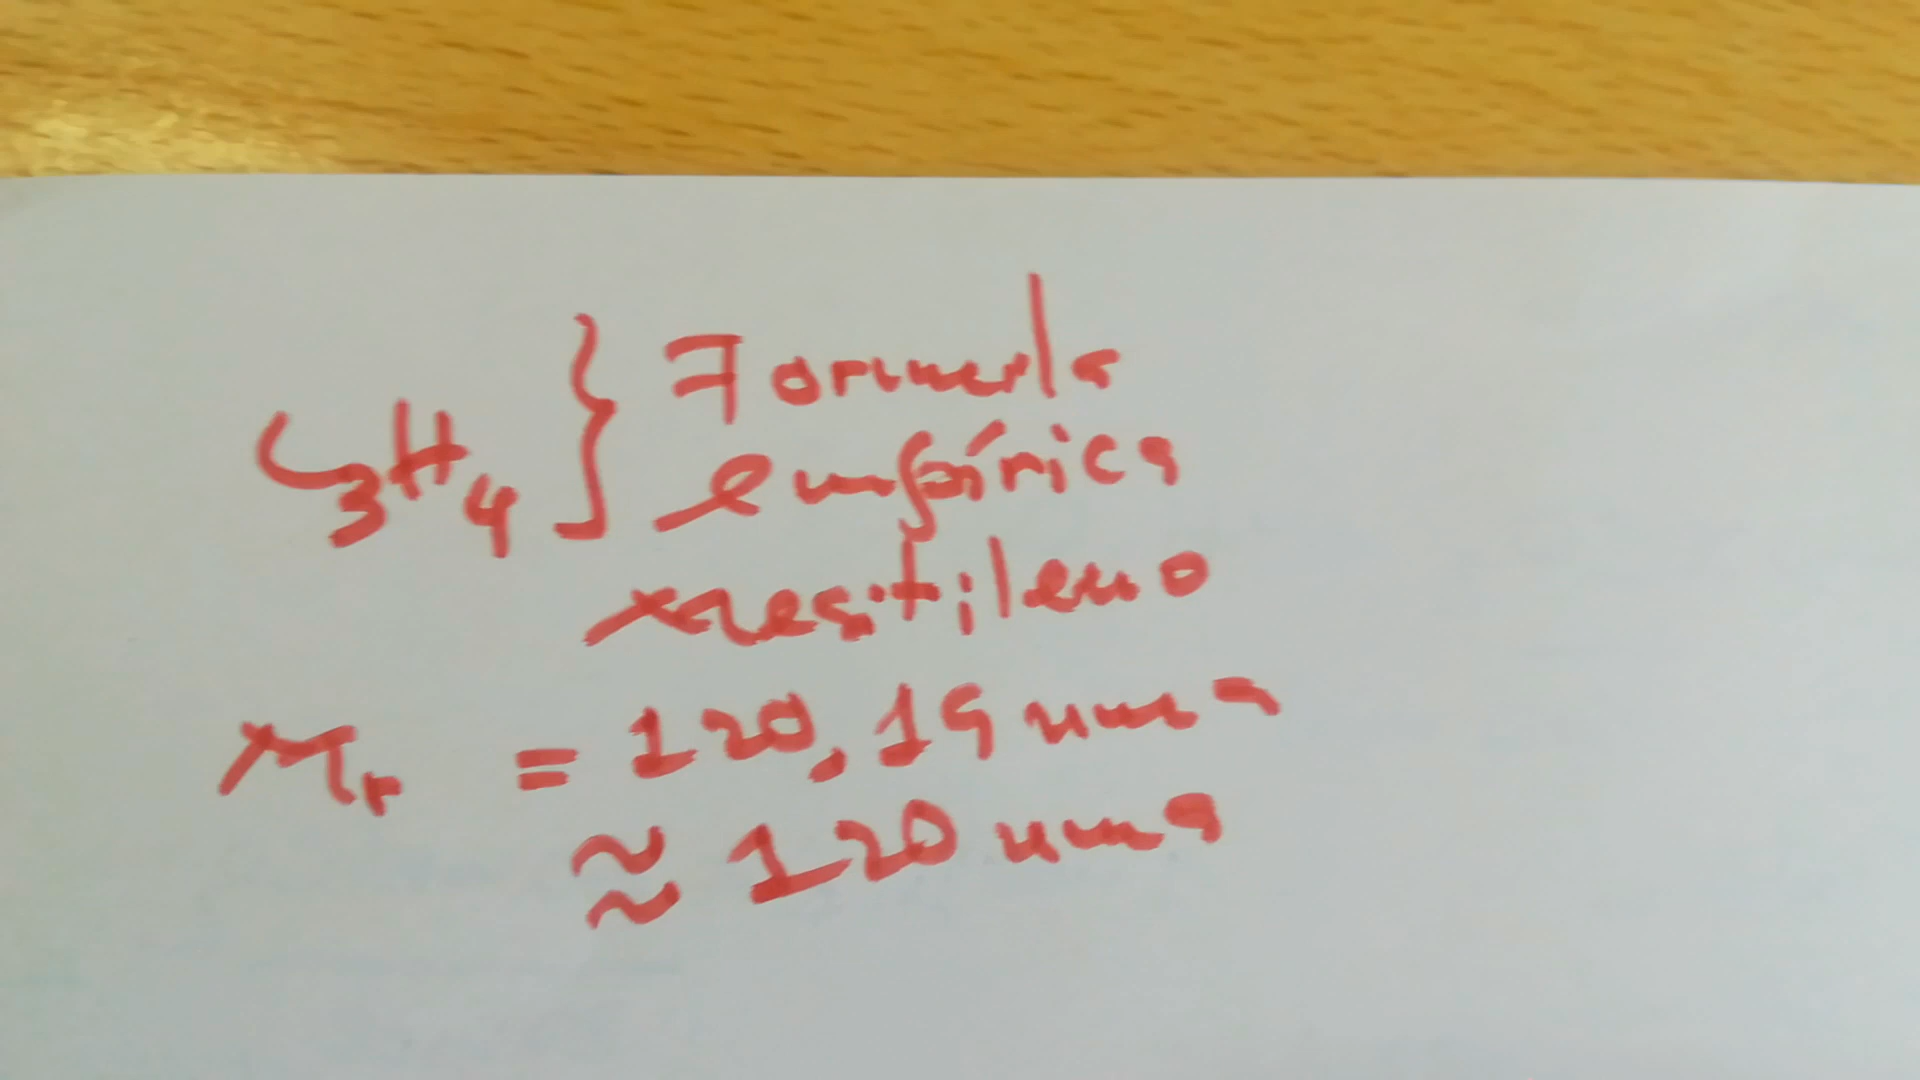 C₃H₄ } Formula
empírica
mesitileno
Mr = 120,19 uma
≈ 120 uma